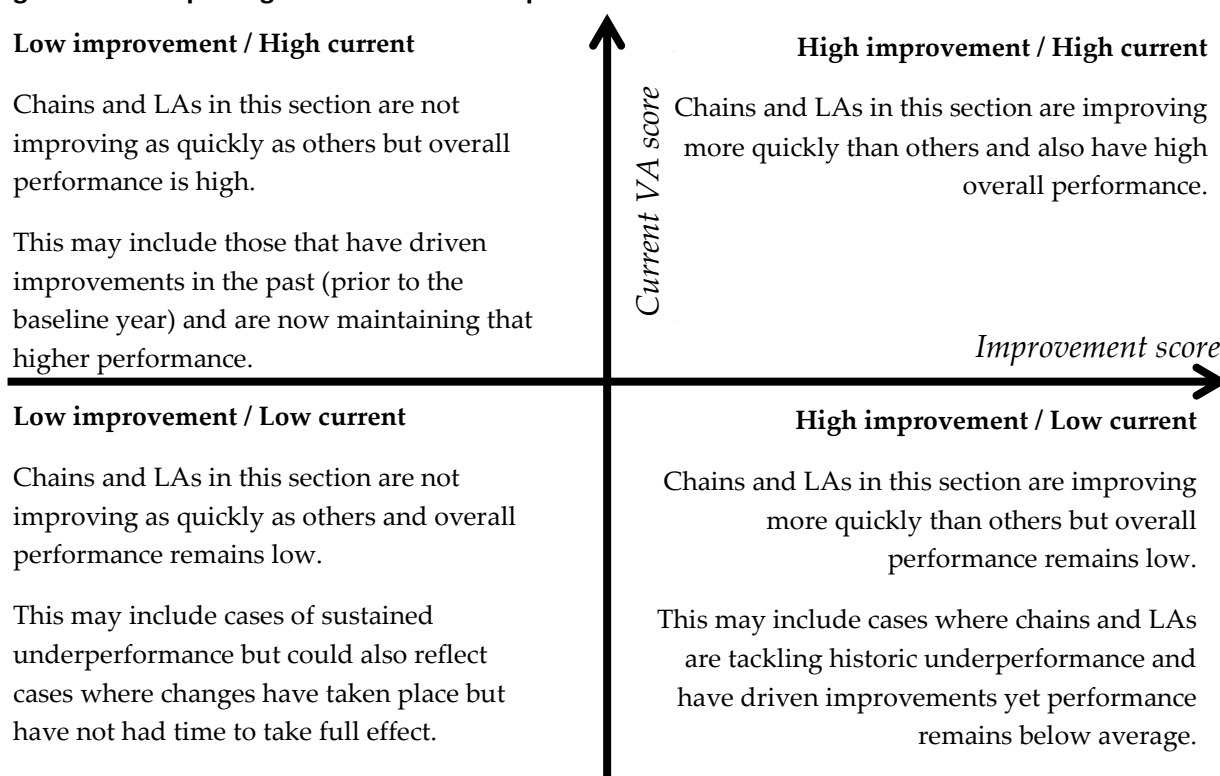 Low improvement / High current
Chains and LAs in this section are not
improving as quickly as others but overall
performance is high.
This may include those that have driven
improvements in the past (prior to the
baseline year) and are now maintaining that
higher performance.
High improvement / High current
Chains and LAs in this section are improving
more quickly than others and also have high
overall performance.
Current VA score
Improvement score
Low improvement / Low current
Chains and LAs in this section are not
improving as quickly as others and overall
performance remains low.
This may include cases of sustained
underperformance but could also reflect
cases where changes have taken place but
have not had time to take full effect.
High improvement / Low current
Chains and LAs in this section are improving
more quickly than others but overall
performance remains low.
This may include cases where chains and LAs
are tackling historic underperformance and
have driven improvements yet performance
remains below average.